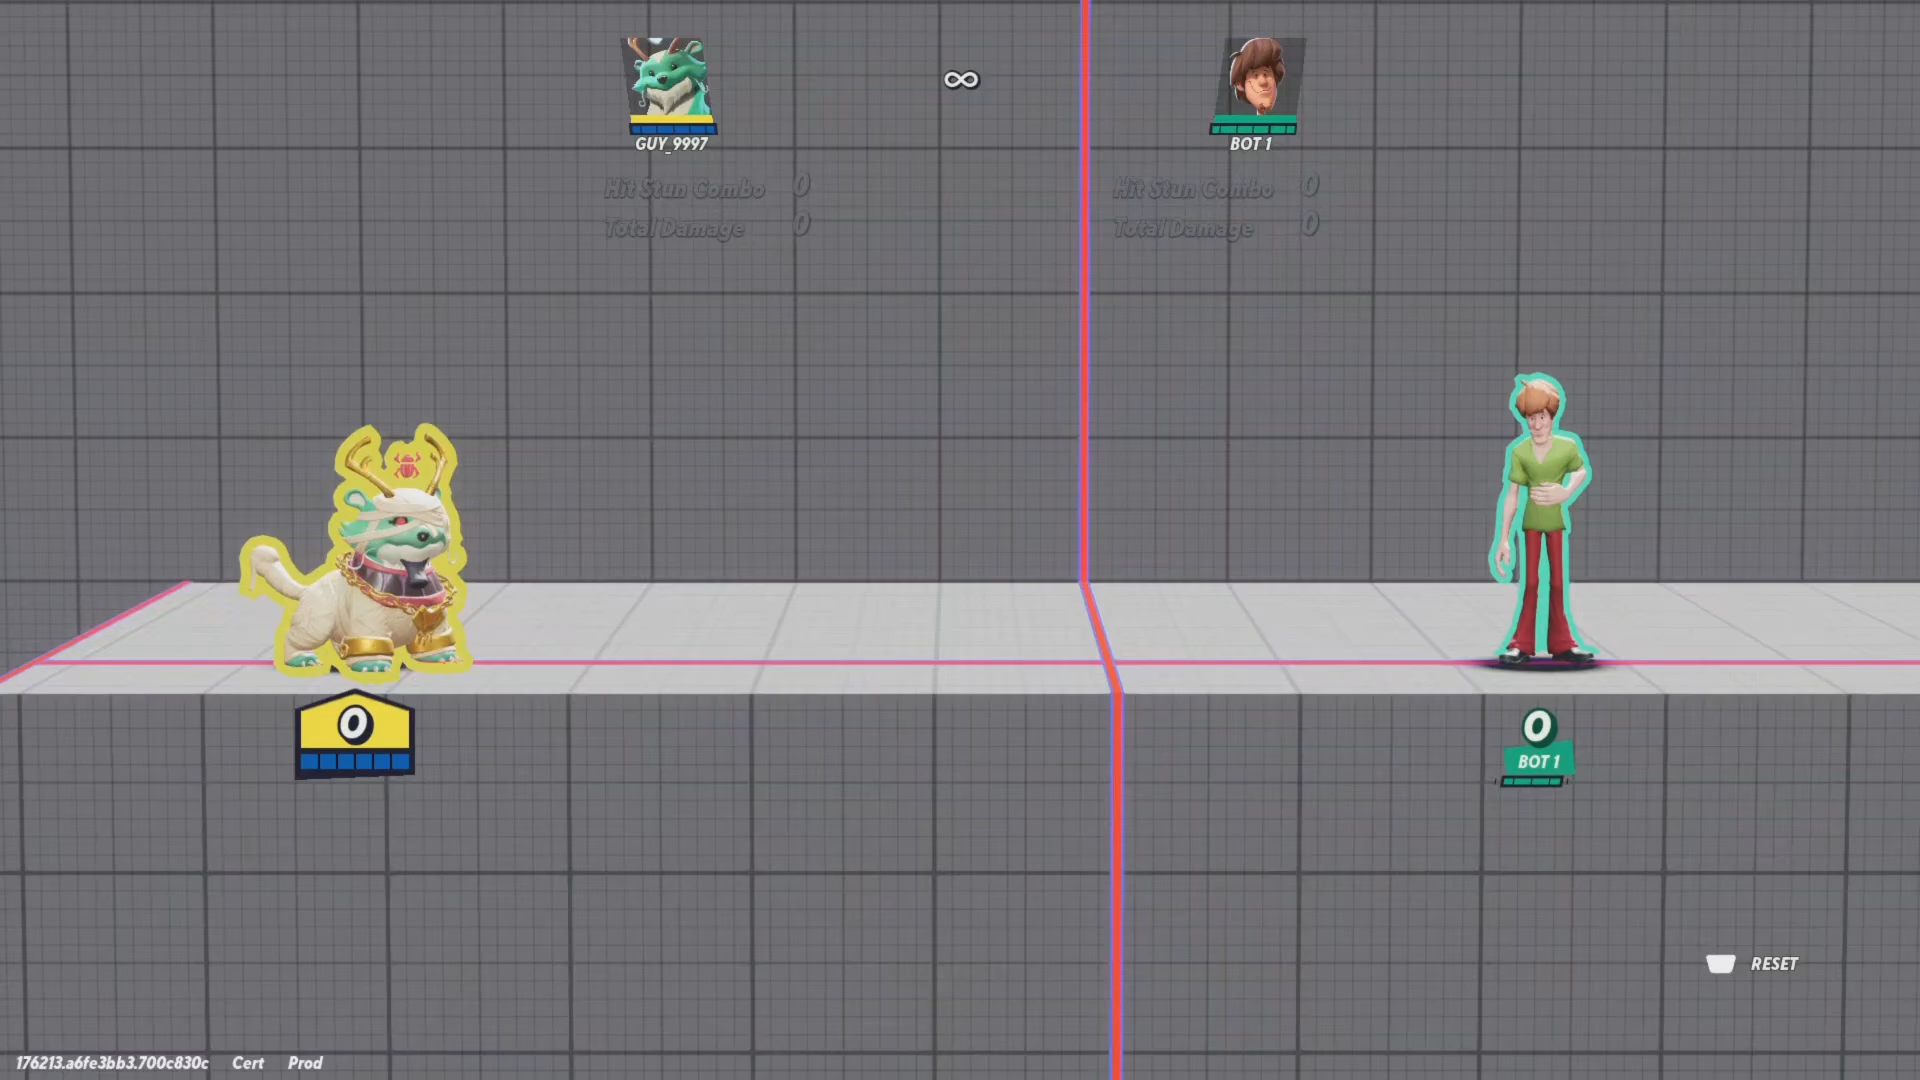 ∞
GUY_9997
BOT 1
Hit Stun Combo 0
Total Damage 0
Hit Stun Combo 0
Total Damage 0
0
0
BOT 1
RESET
176213.a6fe3bb3.700c830c Cert Prod